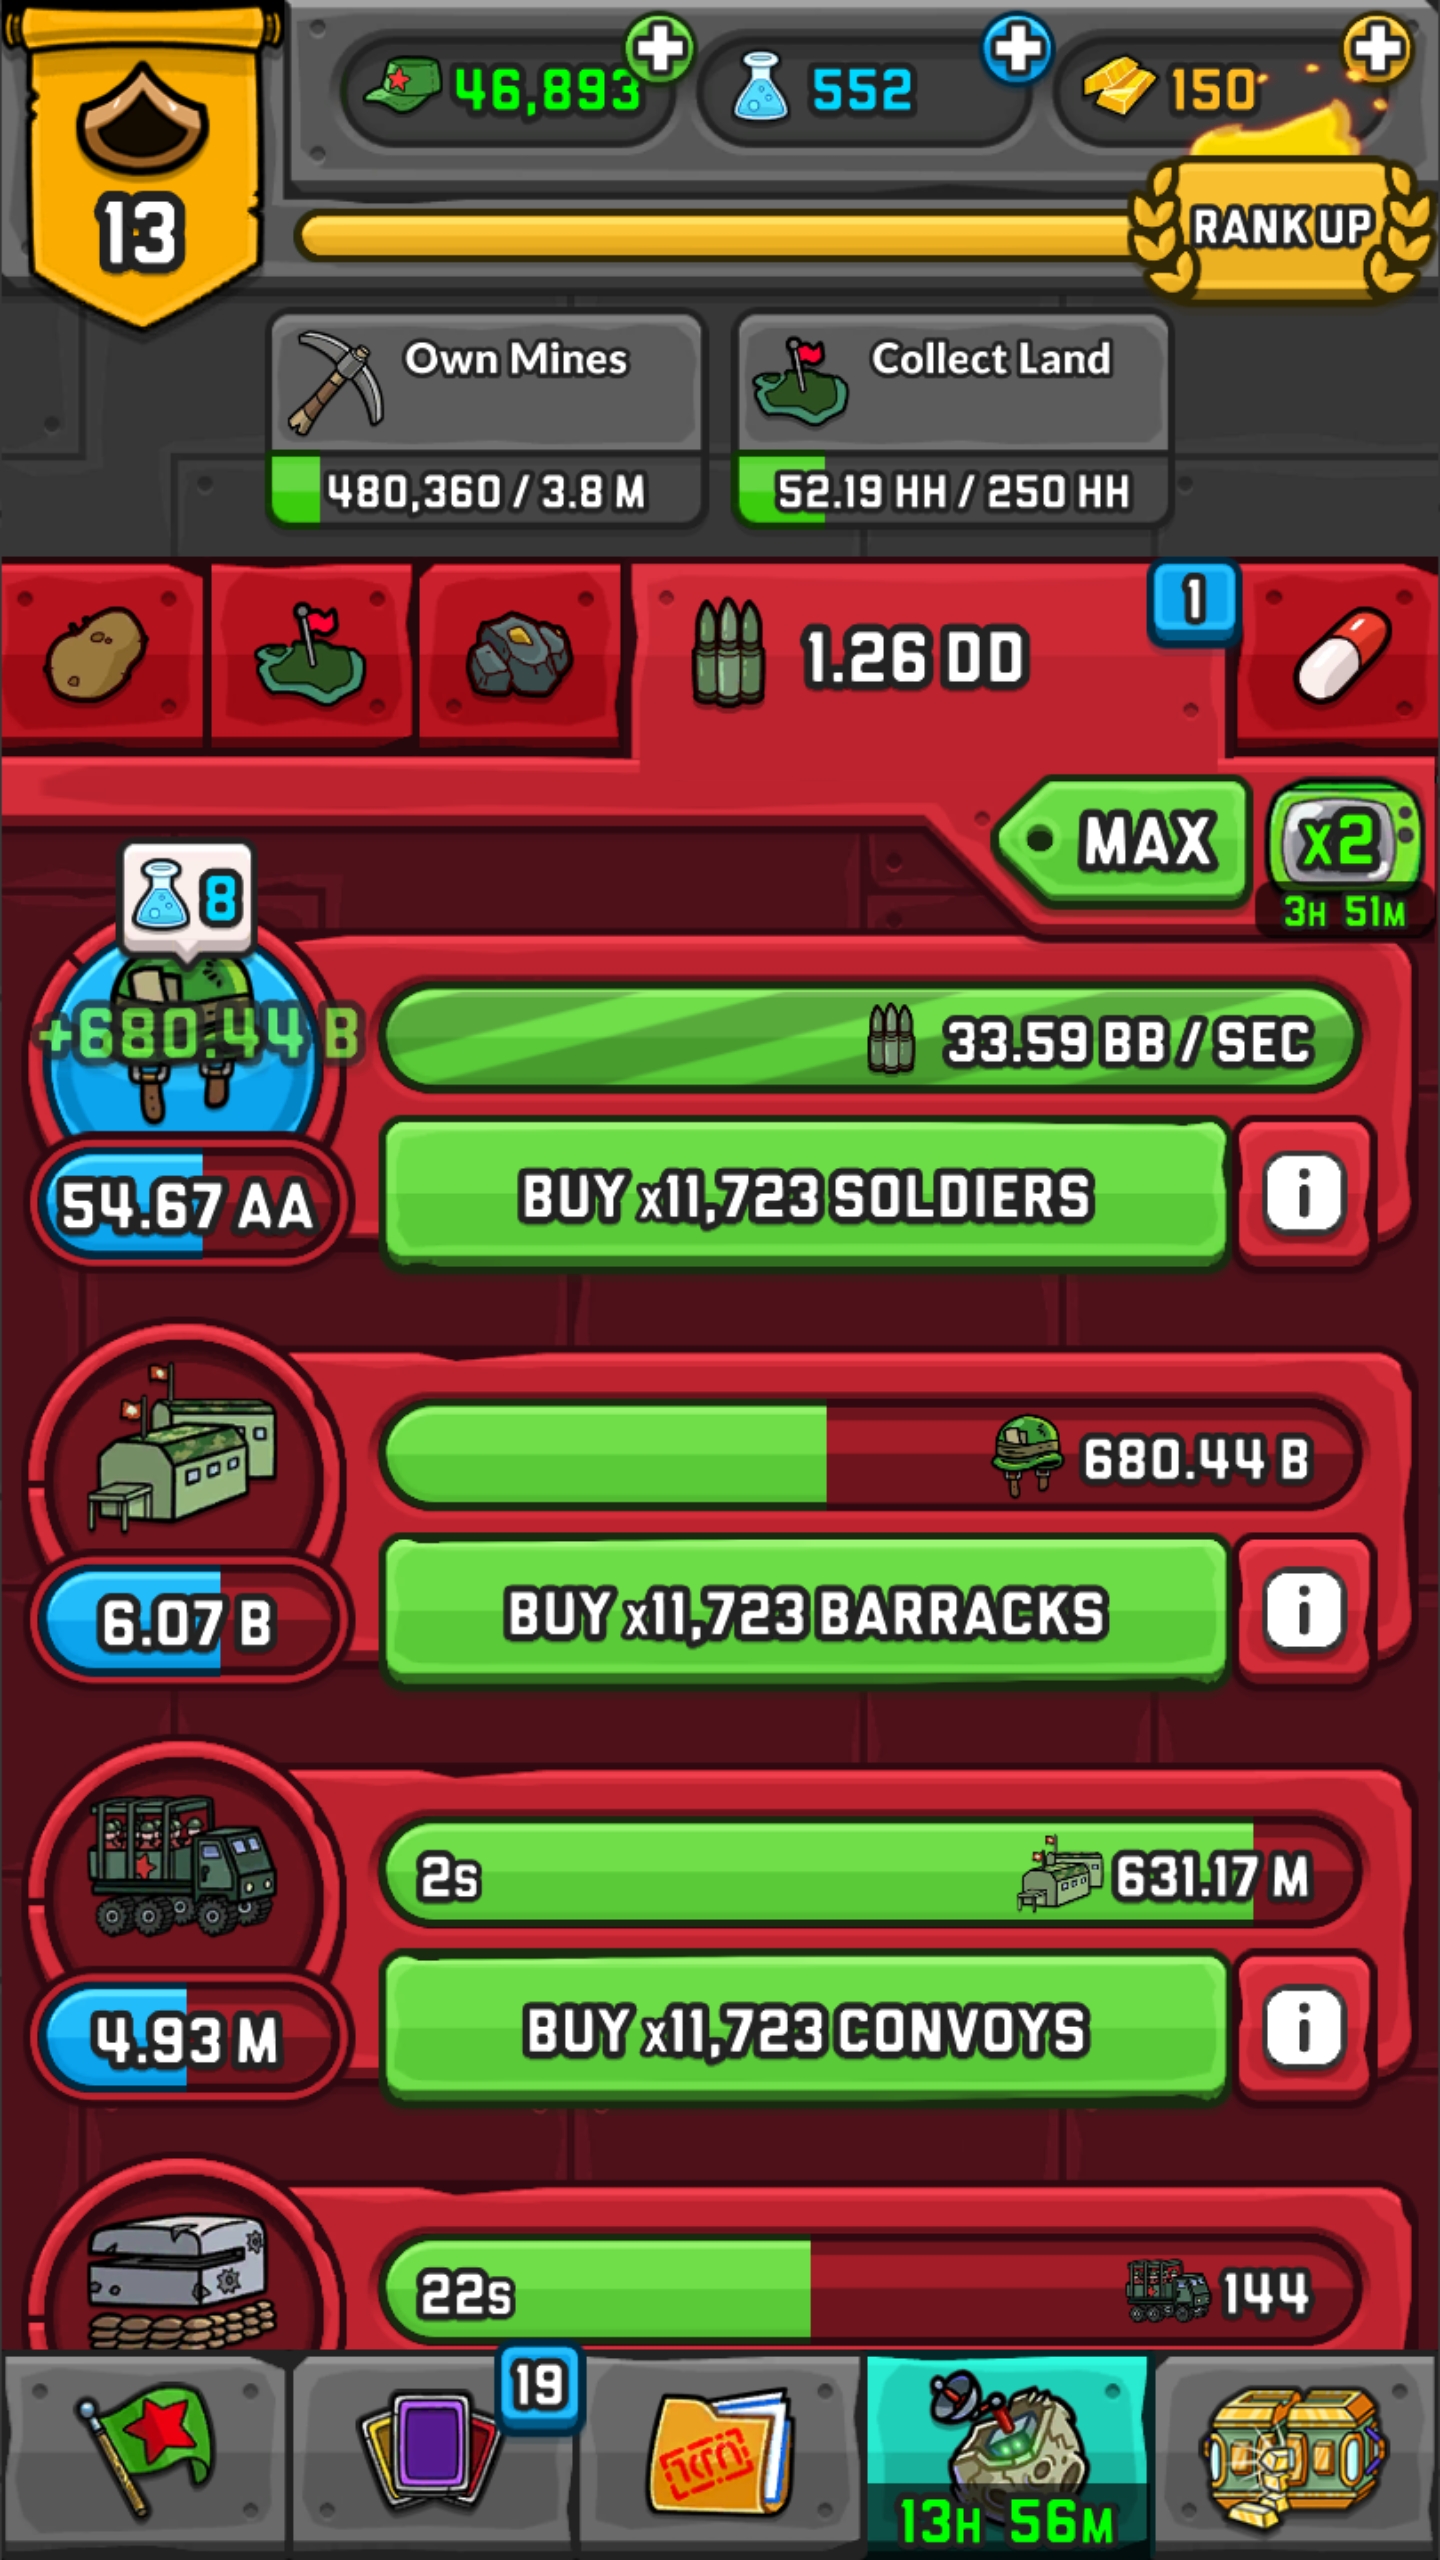 46,893
552
150
13
RANK UP
Own Mines
Collect Land
480,360 / 3.8 M
52.19 HH / 250 HH
1
1.26 DD
MAX
x2
3H 51M
8
+680.44 B
33.59 BB / SEC
54.67 AA
BUY x11,723 SOLDIERS
i
680.44 B
6.07 B
BUY x11,723 BARRACKS
i
2s
631.17 M
4.93 M
BUY x11,723 CONVOYS
i
22s
144
19
13H 56M